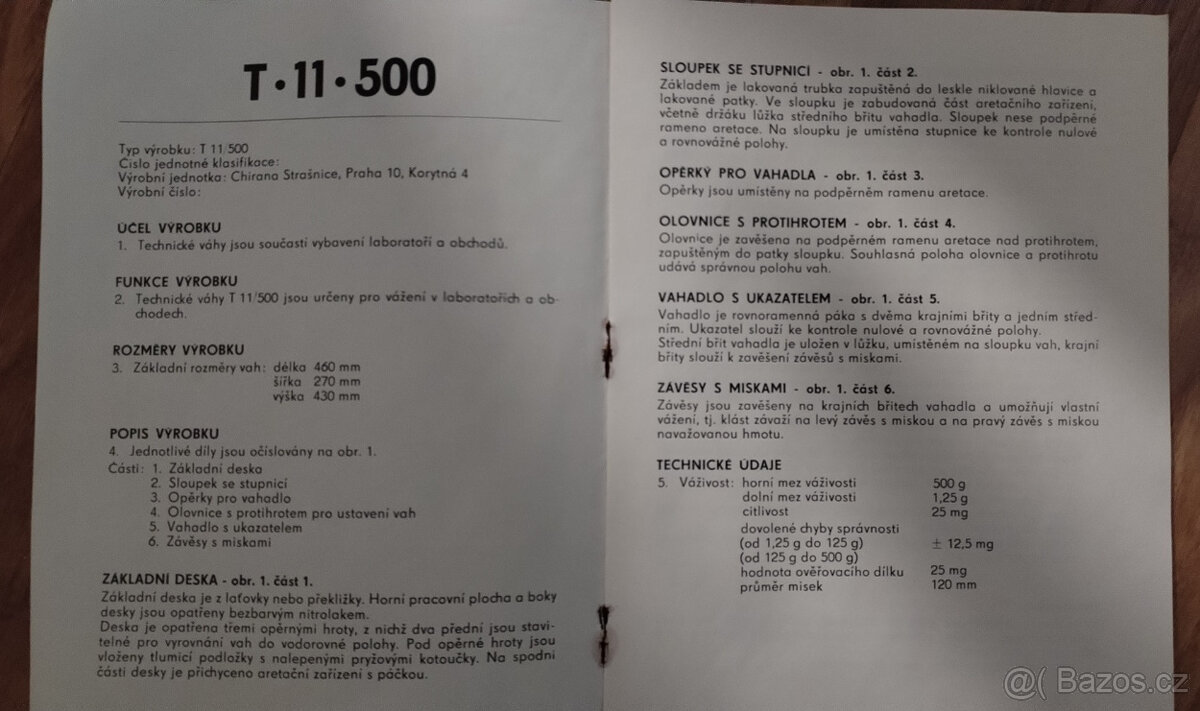 T·11·500
Typ výrobku: T 11/500
Číslo jednotné klasifikace:
Výrobní jednotka: Chirana Strašnice, Praha 10, Korytná 4
Výrobní číslo:
ÚČEL VÝROBKU
1. Technické váhy jsou součastí vybavení laboratoří a obchodů.
FUNKCE VÝROBKU
2. Technické váhy T 11/500 jsou určeny pro vážení v laboratořích a ob-
chodech.
ROZMĚRY VÝROBKU
3. Základní rozměry vah: délka 460 mm
šířka 270 mm
výška 430 mm
POPIS VÝROBKU
4. Jednotlivé díly jsou očíslovány na obr. 1.
Části: 1. Základní deska
2. Sloupek se stupnicí
3. Opěrky pro vahadlo
4. Olovnice s protihrotem pro ustavení vah
5. Vahadlo s ukazatelem
6. Závěsy s miskami
ZÁKLADNÍ DESKA - obr. 1. část 1.
Základní deska je z laťovky nebo překližky. Horní pracovní plocha a boky
desky jsou opatřeny bezbarvým nitrolakem.
Deska je opatřena třemi opěrnými hroty, z nichž dva přední jsou stavi-
telné pro vyrovnání vah do vodorovné polohy. Pod opěrné hroty jsou
vloženy tlumicí podložky s nalepenými pryžovými kotoučky. Na spodní
části desky je přichyceno aretační zařízení s páčkou.
SLOUPEK SE STUPNICÍ - obr. 1. část 2.
Základem je lakovaná trubka zapuštěná do leskle niklované hlavice a
lakované patky. Ve sloupku je zabudovaná část aretačního zařízení,
včetně držáku lůžka středního břitu vahadla. Sloupek nese podpěrné
rameno aretace. Na sloupku je umístěna stupnice ke kontrole nulové
a rovnovážné polohy.
OPĚRKÝ PRO VAHADLA - obr. 1. část 3.
Opěrky jsou umístěny na podpěrném ramenu aretace.
OLOVNICE S PROTIHROTEM - obr. 1. část 4.
Olovnice je zavěšena na podpěrném ramenu aretace nad protihrotem,
zapuštěným do patky sloupku. Souhlasná poloha olovnice a protihrotu
udává správnou polohu vah.
VAHADLO S UKAZATELEM - obr. 1. část 5.
Vahadlo je rovnoramenná páka s dvěma krajními břity a jedním střed-
ním. Ukazatel slouží ke kontrole nulové a rovnovážné polohy.
Střední břit vahadla je uložen v lůžku, umístěném na sloupku vah, krajní
břity slouží k zavěšení závěsů s miskami.
ZÁVĚSY S MISKAMI - obr. 1. část 6.
Závěsy jsou zavěšeny na krajních břitech vahadla a umožňují vlastní
vážení, tj. klást závaží na levý závěs s miskou a na pravý závěs s miskou
navažovanou hmotu.
TECHNICKÉ ÚDAJE
5. Váživost: horní mez váživosti 500 g
dolní mez váživosti 1,25 g
citlivost 25 mg
dovolené chyby správnosti
(od 1,25 g do 125 g) ± 12,5 mg
(od 125 g do 500 g)
hodnota ověřovacího dílku 25 mg
průměr misek 120 mm
@( Bazos.cz